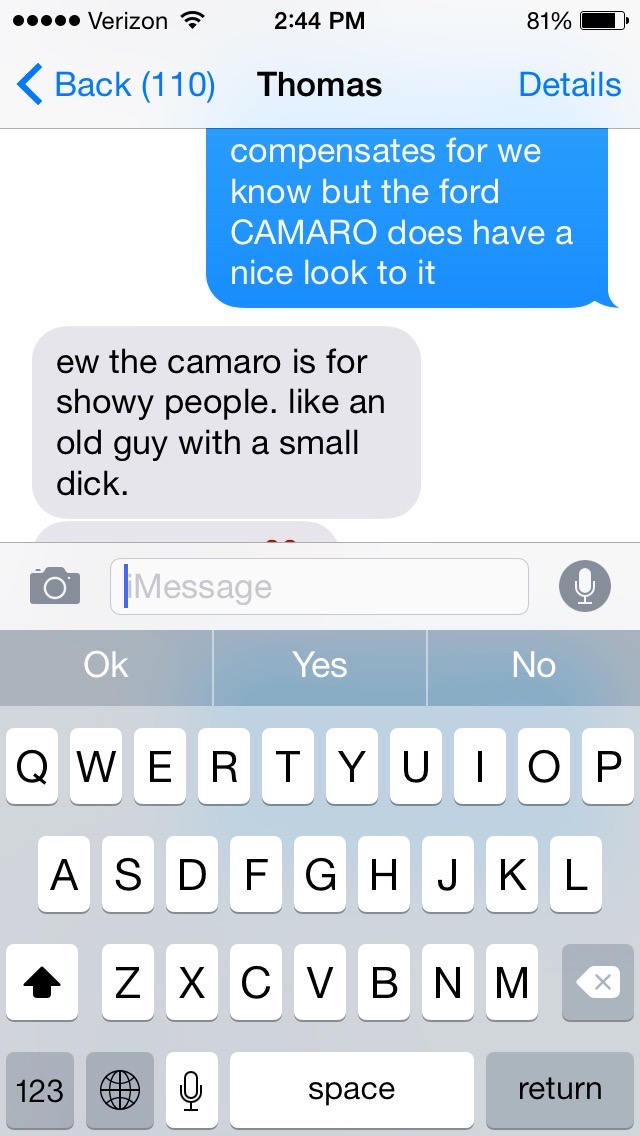 Verizon 2:44 PM 81%
Back (110) Thomas Details
compensates for we
know but the ford
CAMARO does have a
nice look to it
ew the camaro is for
showy people. like an
old guy with a small
dick.
iMessage
Ok Yes No
Q W E R T Y U I O P
A S D F G H J K L
Z X C V B N M
123 space return